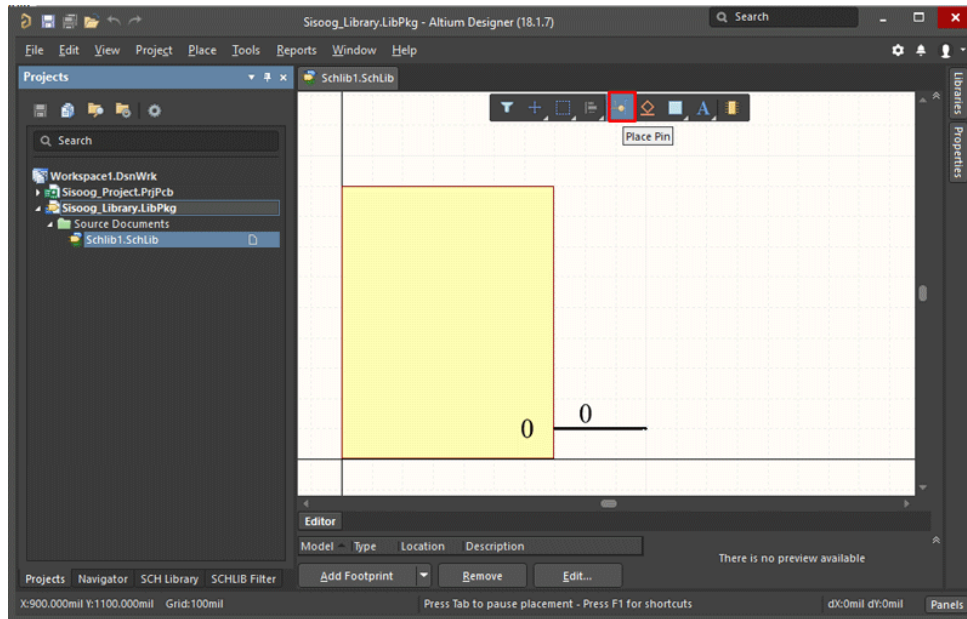 Sisoog_Library.LibPkg - Altium Designer (18.1.7)
Search
File Edit View Project Place Tools Reports Window Help
Projects
Schlib1.SchLib
Search
Place Pin
Workspace1.DsnWrk
Sisoog_Project.PrjPcb
Sisoog_Library.LibPkg
Source Documents
Schlib1.SchLib
Libraries
Properties
0
0
Editor
Model Type Location Description
There is no preview available
Add Footprint Remove Edit...
Projects Navigator SCH Library SCHLIB Filter
X:900.000mil Y:1100.000mil Grid:100mil
Press Tab to pause placement - Press F1 for shortcuts
dX:0mil dY:0mil
Panels